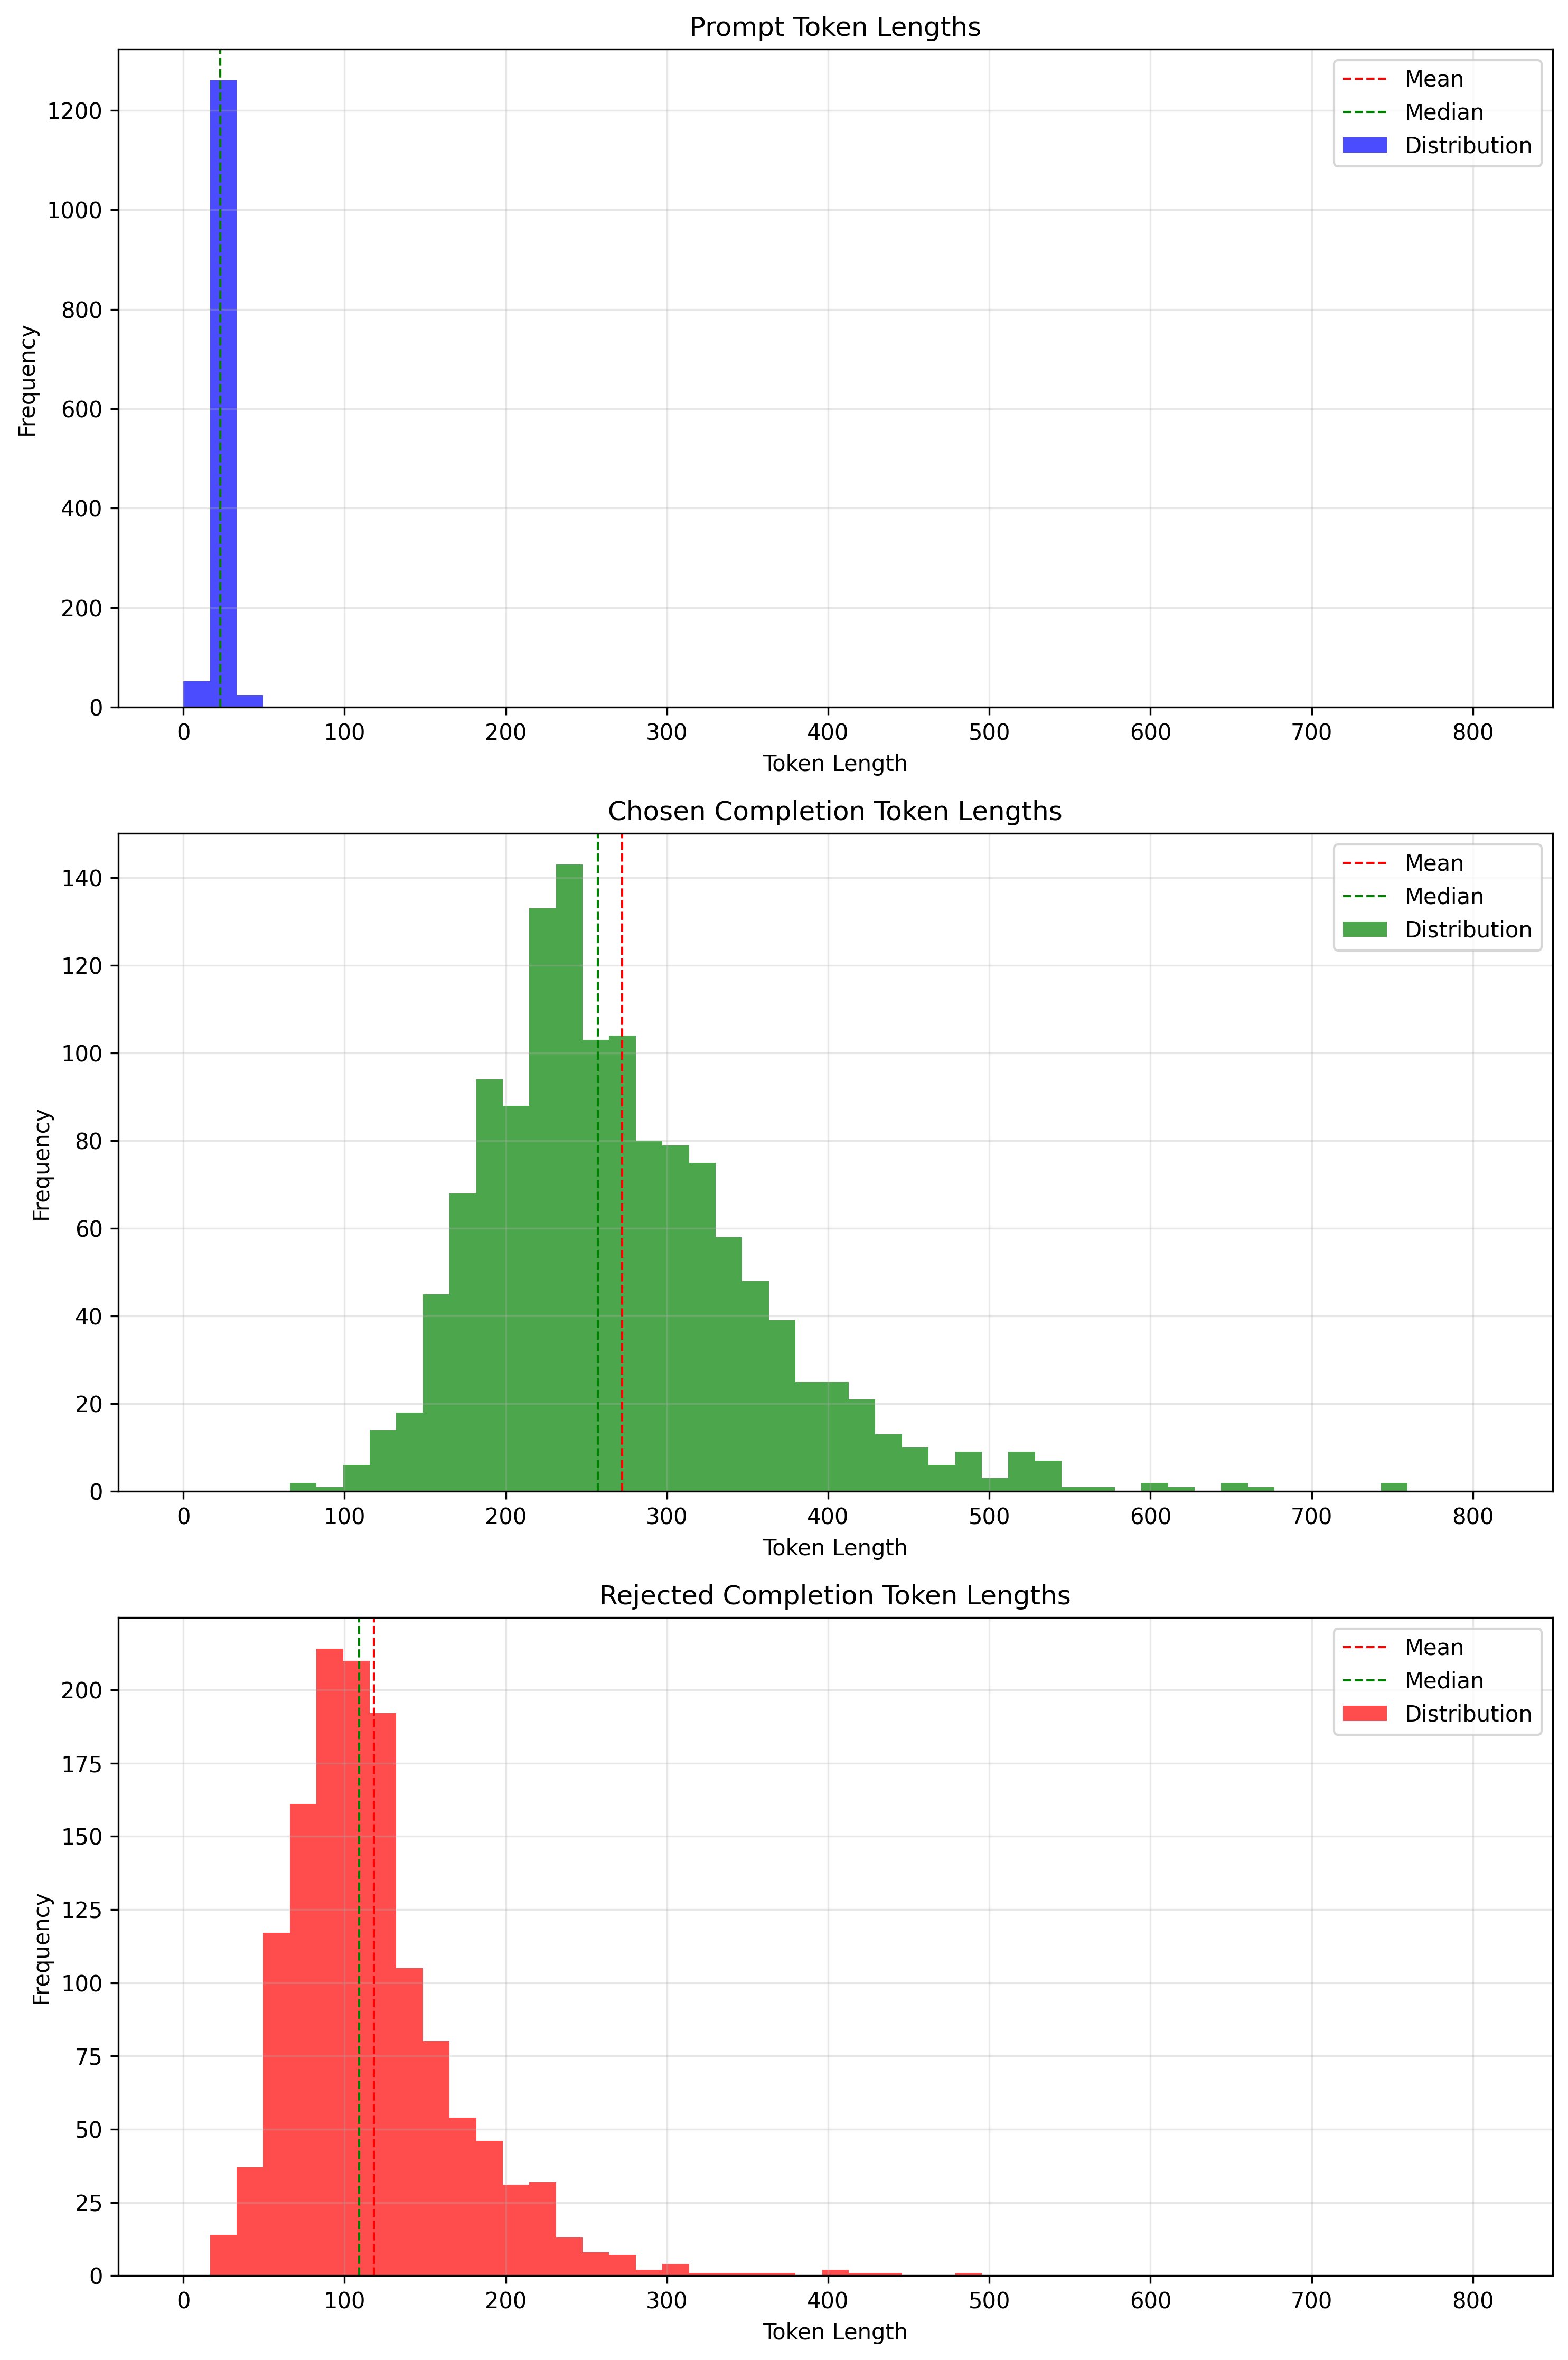 Prompt Token Lengths
Mean
Median
Distribution
1200
1000
800
600
400
200
0
Frequency
0 100 200 300 400 500 600 700 800
Token Length
Chosen Completion Token Lengths
Mean
Median
Distribution
140
120
100
80
60
40
20
0
Frequency
0 100 200 300 400 500 600 700 800
Token Length
Rejected Completion Token Lengths
Mean
Median
Distribution
200
175
150
125
100
75
50
25
0
Frequency
0 100 200 300 400 500 600 700 800
Token Length